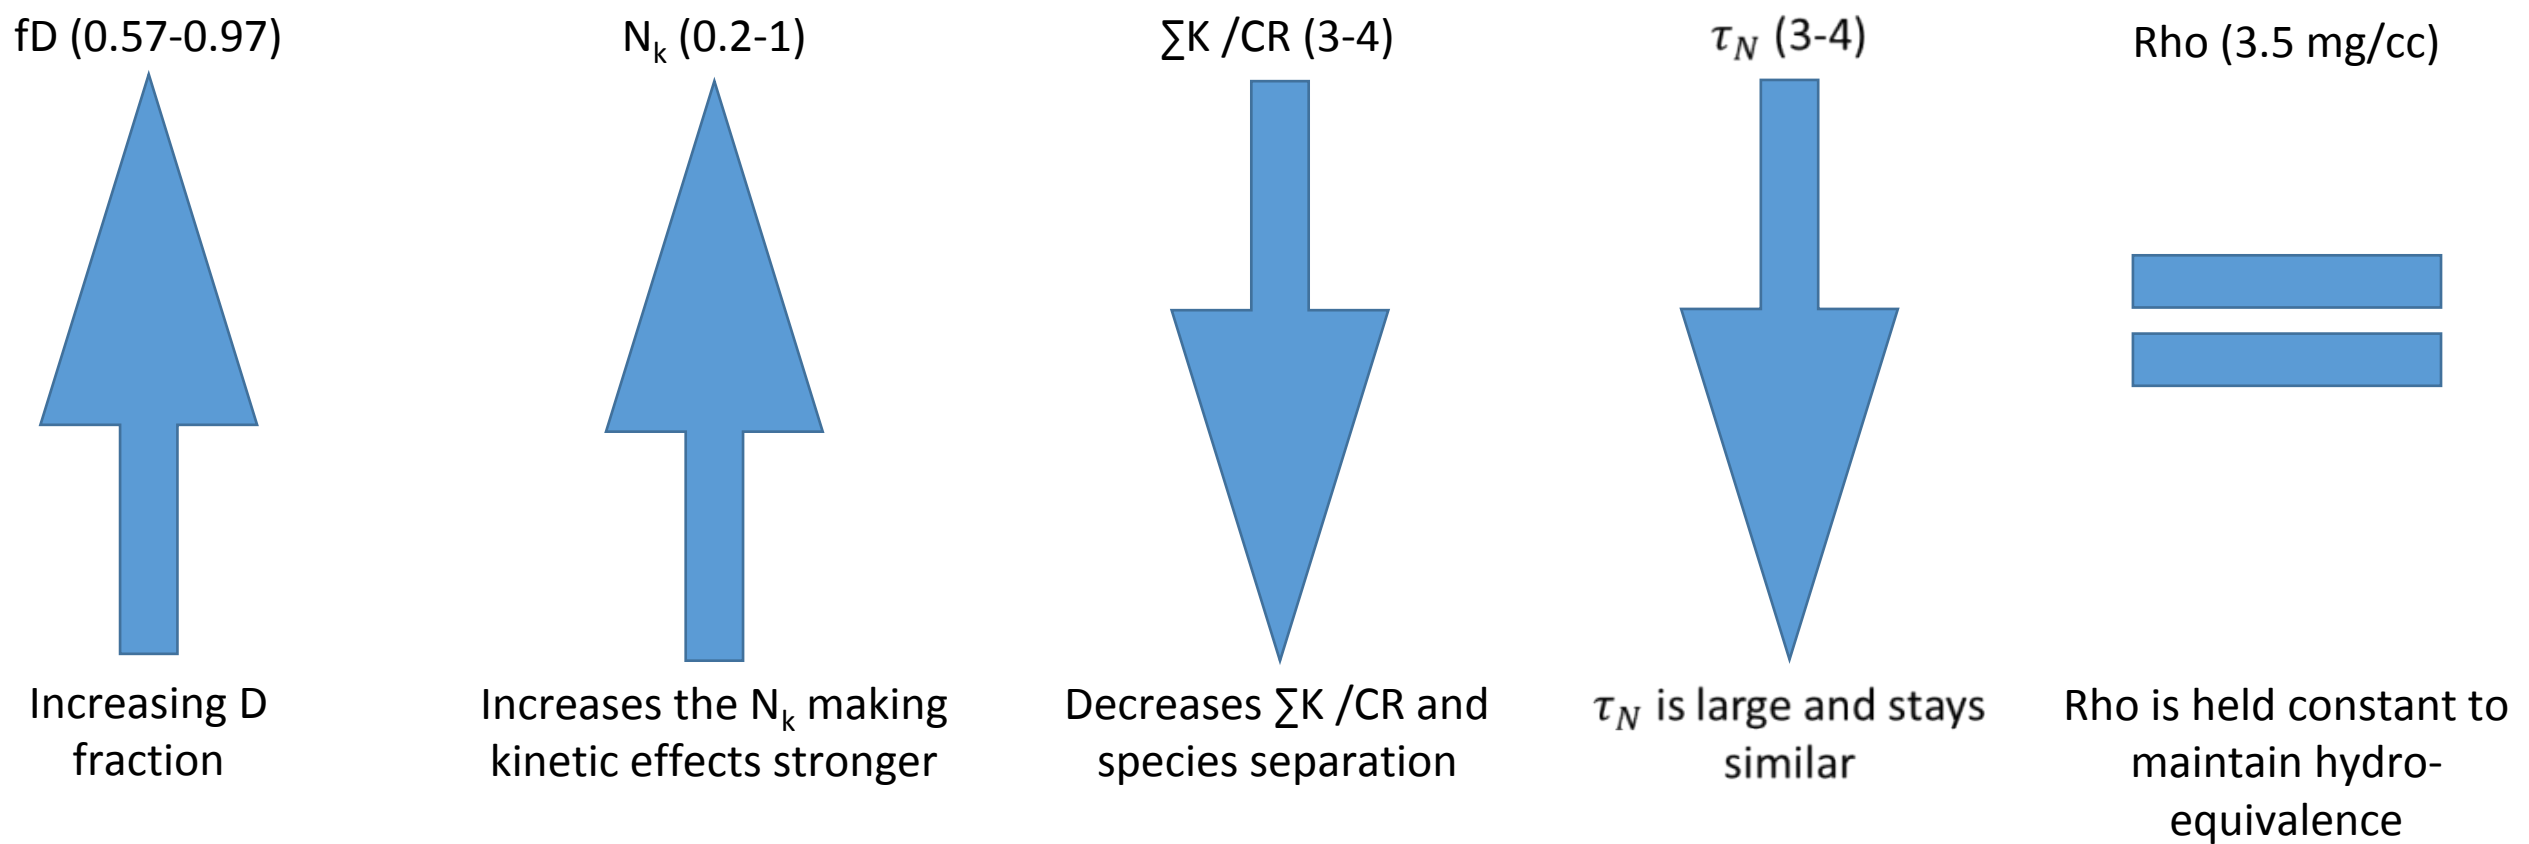 fD (0.57-0.97)
Nk (0.2-1)
∑K /CR (3-4)
τN (3-4)
Rho (3.5 mg/cc)
Increasing D
fraction
Increases the Nk making
kinetic effects stronger
Decreases ∑K /CR and
species separation
τN is large and stays
similar
Rho is held constant to
maintain hydro-
equivalence